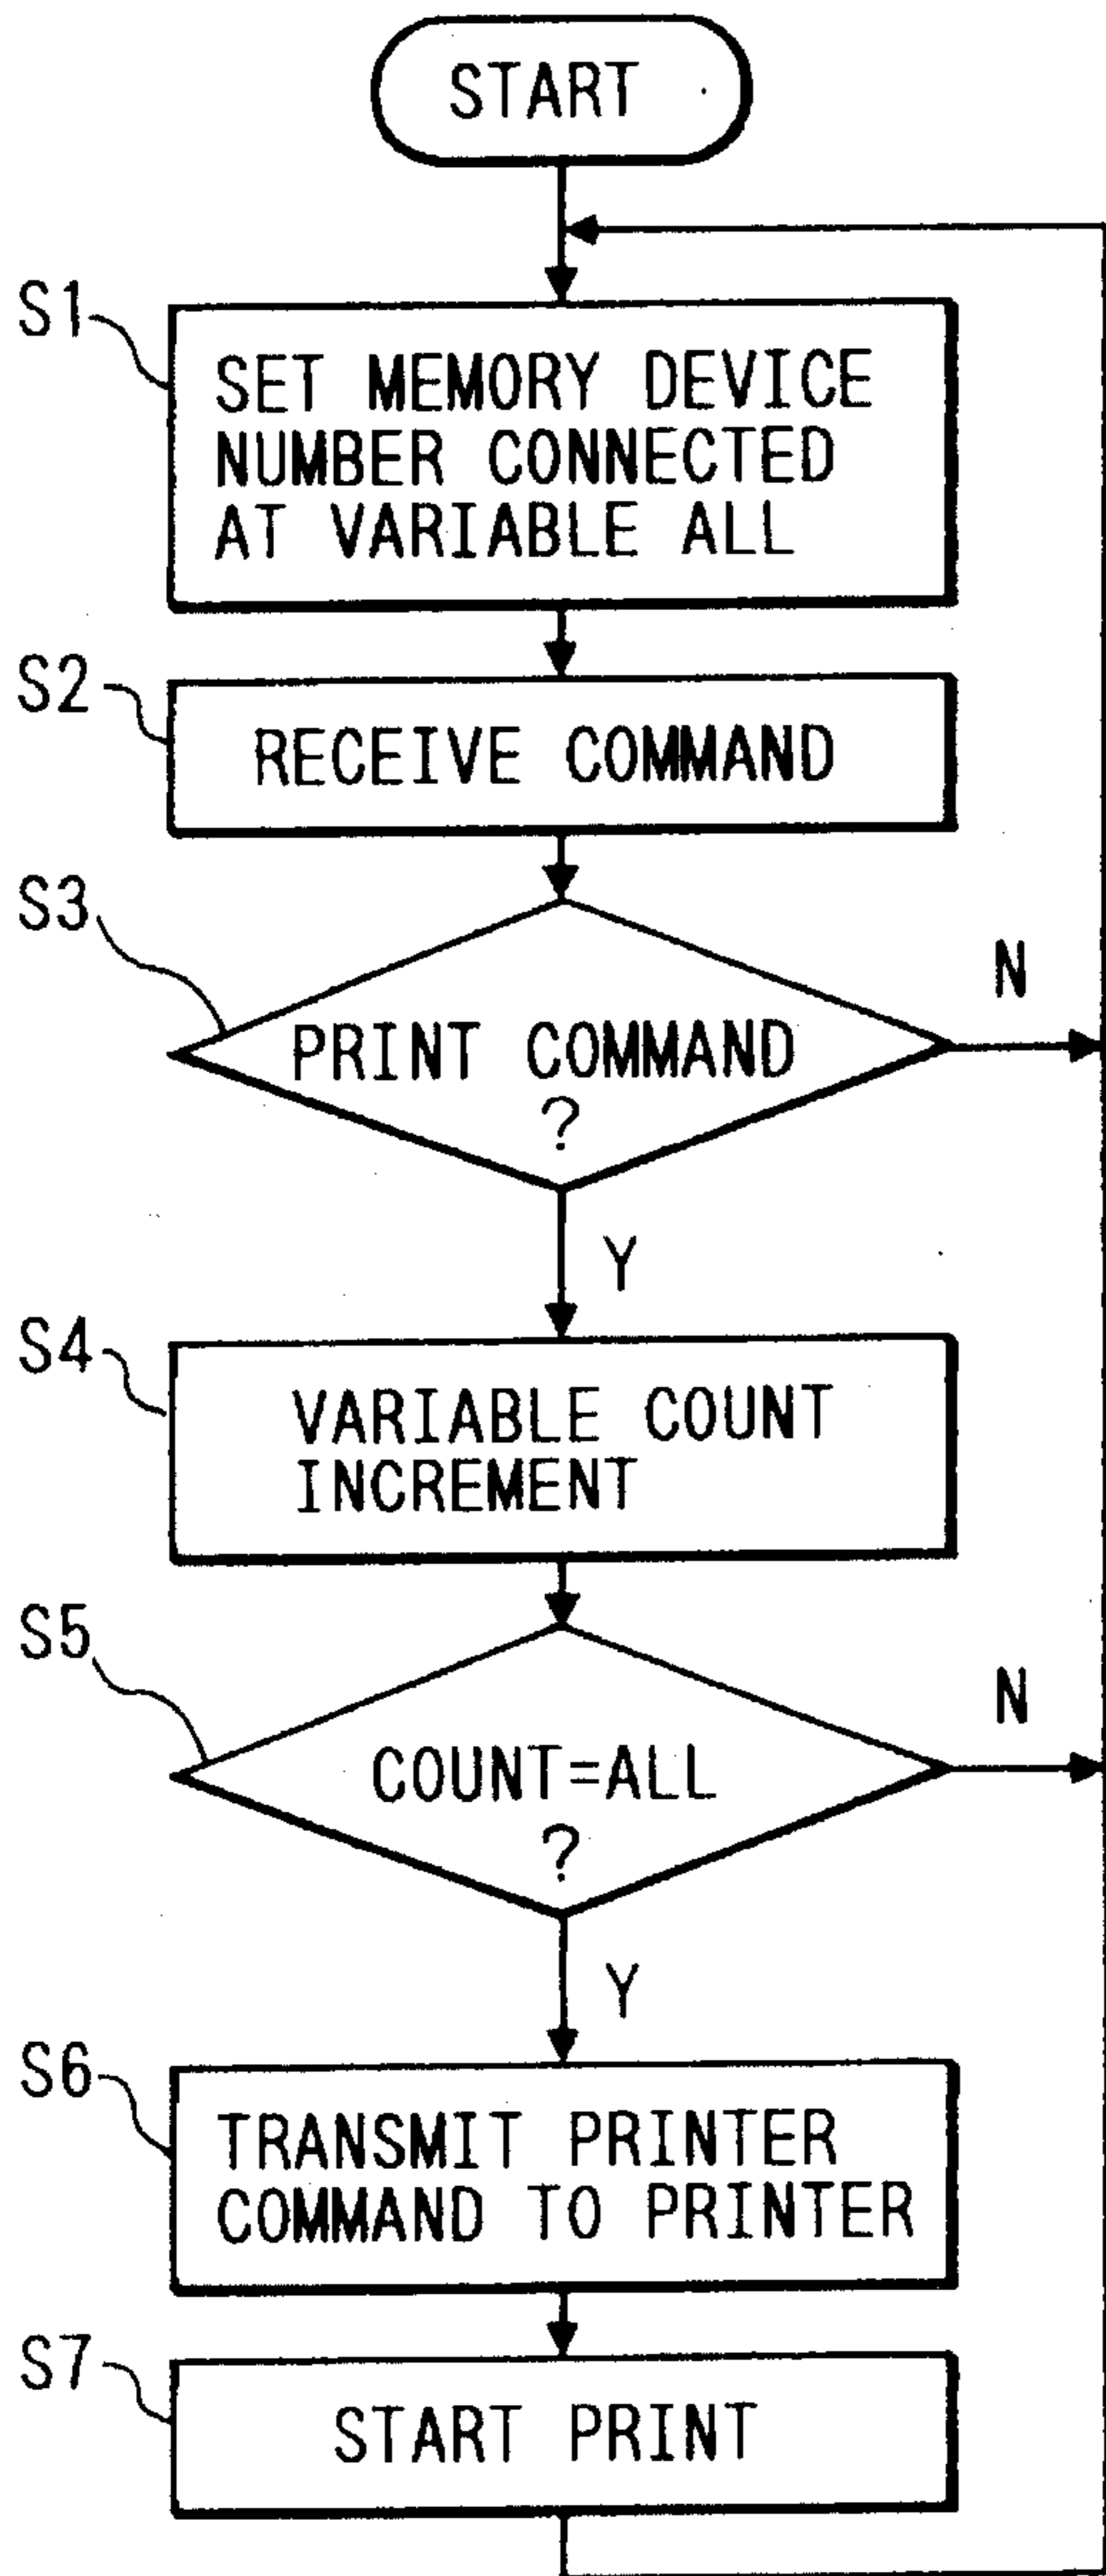 START
S1
SET MEMORY DEVICE
NUMBER CONNECTED
AT VARIABLE ALL
S2
RECEIVE COMMAND
S3
PRINT COMMAND
?
N
Y
S4
VARIABLE COUNT
INCREMENT
S5
COUNT=ALL
?
N
Y
S6
TRANSMIT PRINTER
COMMAND TO PRINTER
S7
START PRINT